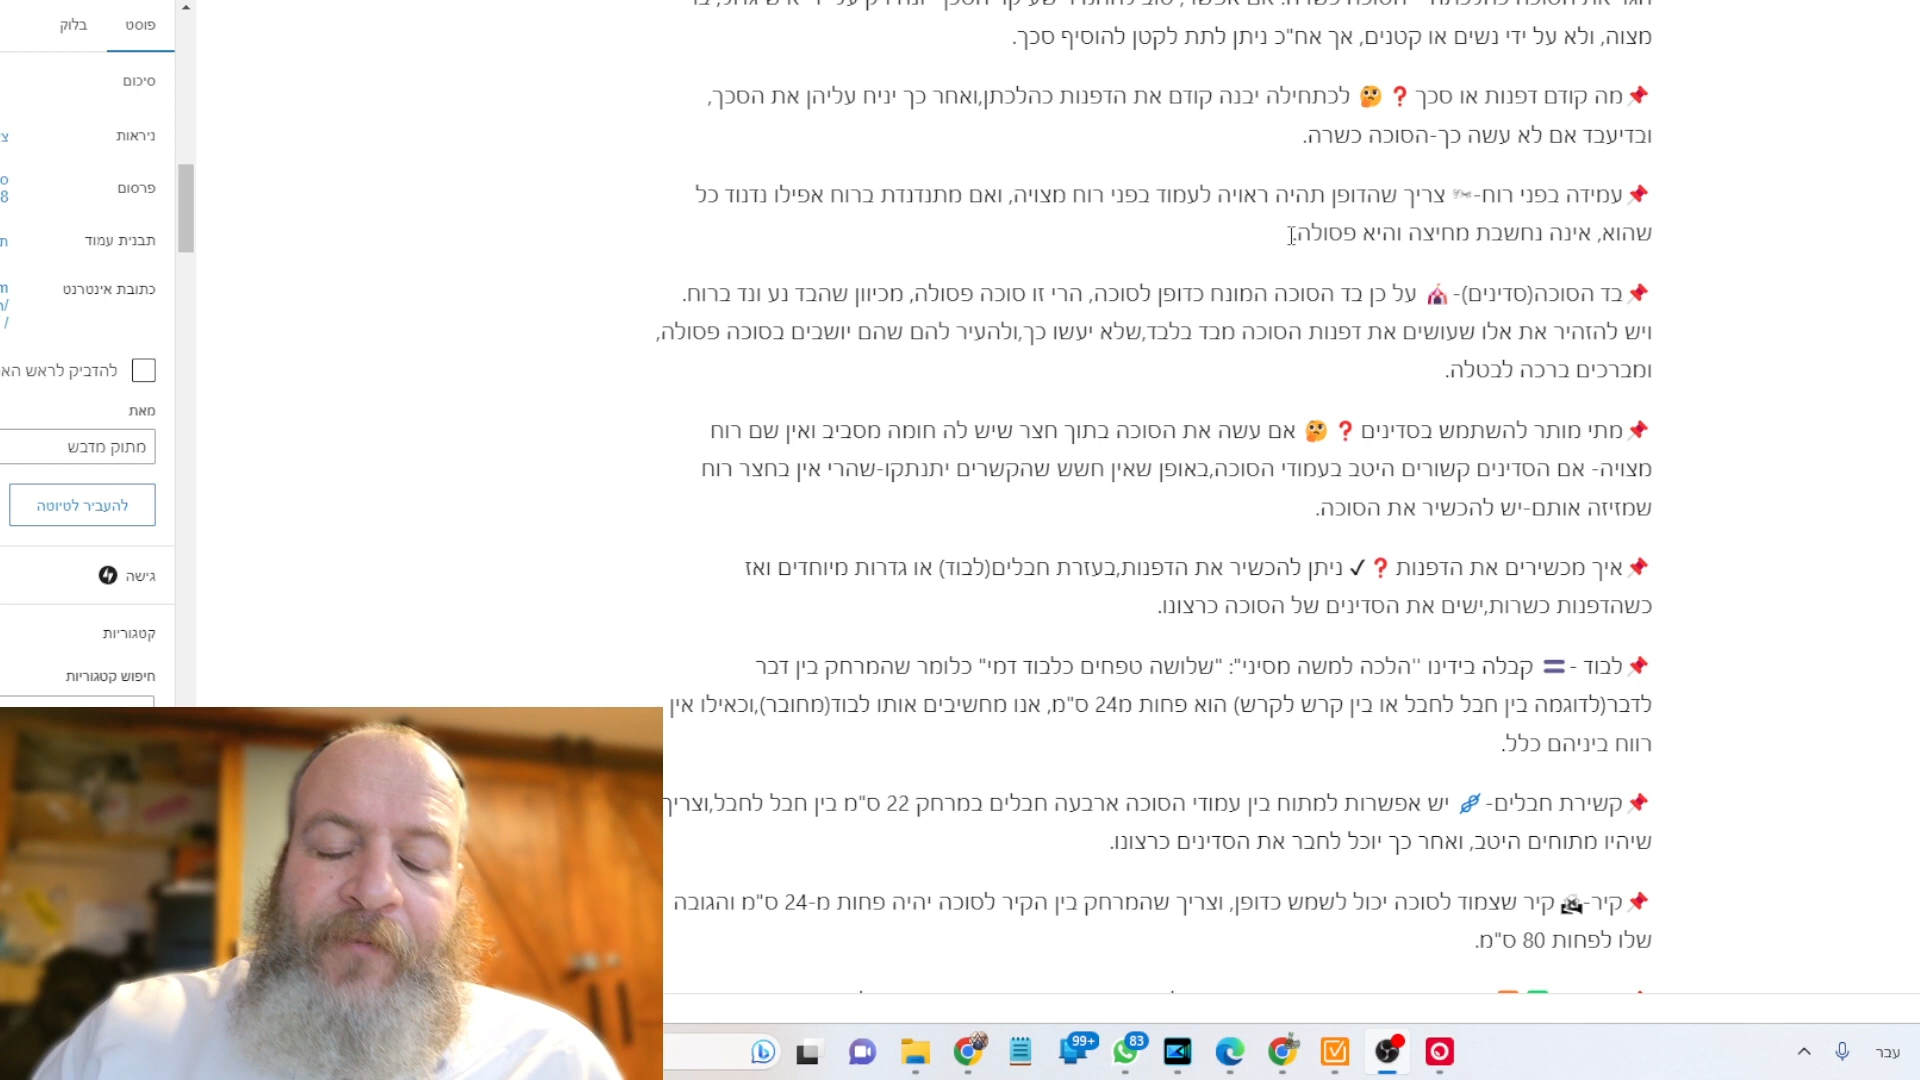 מצוה, ולא על ידי נשים או קטנים, אך אח"כ ניתן לתת לקטן להוסיף סכך.
📌מה קודם דפנות או סכך❓🤔 לכתחילה יבנה קודם את הדפנות כהלכתן,ואחר כך יניח עליהן את הסכך,
ובדיעבד אם לא עשה כך-הסוכה כשרה.
📌עמידה בפני רוח- צריך שהדופן תהיה ראויה לעמוד בפני רוח מצויה, ואם מתנדנדת ברוח אפילו נדנוד כל
שהוא, אינה נחשבת מחיצה והיא פסולה.
📌בד הסוכה(סדינים)-🎪 על כן בד הסוכה המונח כדופן לסוכה, הרי זו סוכה פסולה, מכיוון שהבד נע ונד ברוח.
ויש להזהיר את אלו שעושים את דפנות הסוכה מבד בלבד,שלא יעשו כך,ולהעיר להם שהם יושבים בסוכה פסולה,
ומברכים ברכה לבטלה.
📌מתי מותר להשתמש בסדינים❓🤔 אם עשה את הסוכה בתוך חצר שיש לה חומה מסביב ואין שם רוח
מצויה- אם הסדינים קשורים היטב בעמודי הסוכה,באופן שאין חשש שהקשרים יתנתקו-שהרי אין בחצר רוח
שמזיזה אותם-יש להכשיר את הסוכה.
📌איך מכשירים את הדפנות❓✓ ניתן להכשיר את הדפנות,בעזרת חבלים(לבוד) או גדרות מיוחדים ואז
כשהדפנות כשרות,ישים את הסדינים של הסוכה כרצונו.
📌לבוד -🟰 קבלה בידינו ''הלכה למשה מסיני": "שלושה טפחים כלבוד דמי" כלומר שהמרחק בין דבר
לדבר(לדוגמה בין חבל לחבל או בין קרש לקרש) הוא פחות מ24 ס"מ, אנו מחשיבים אותו לבוד(מחובר),וכאילו אין
רווח ביניהם כלל.
📌קשירת חבלים-🪢 יש אפשרות למתוח בין עמודי הסוכה ארבעה חבלים במרחק 22 ס"מ בין חבל לחבל,וצריך
שיהיו מתוחים היטב, ואחר כך יוכל לחבר את הסדינים כרצונו.
📌קיר- קיר שצמוד לסוכה יכול לשמש כדופן, וצריך שהמרחק בין הקיר לסוכה יהיה פחות מ-24 ס"מ והגובה
שלו לפחות 80 ס"מ.
פוסט
בלוק
סיכום
ניראות
פרסום
8
תבנית עמוד
כתובת אינטרנט
/
להדביק לראש
מאת
מתוק מדבש
להעביר לטיוטה
גישה
קטגוריות
חיפוש קטגוריות
99+
83
עבר